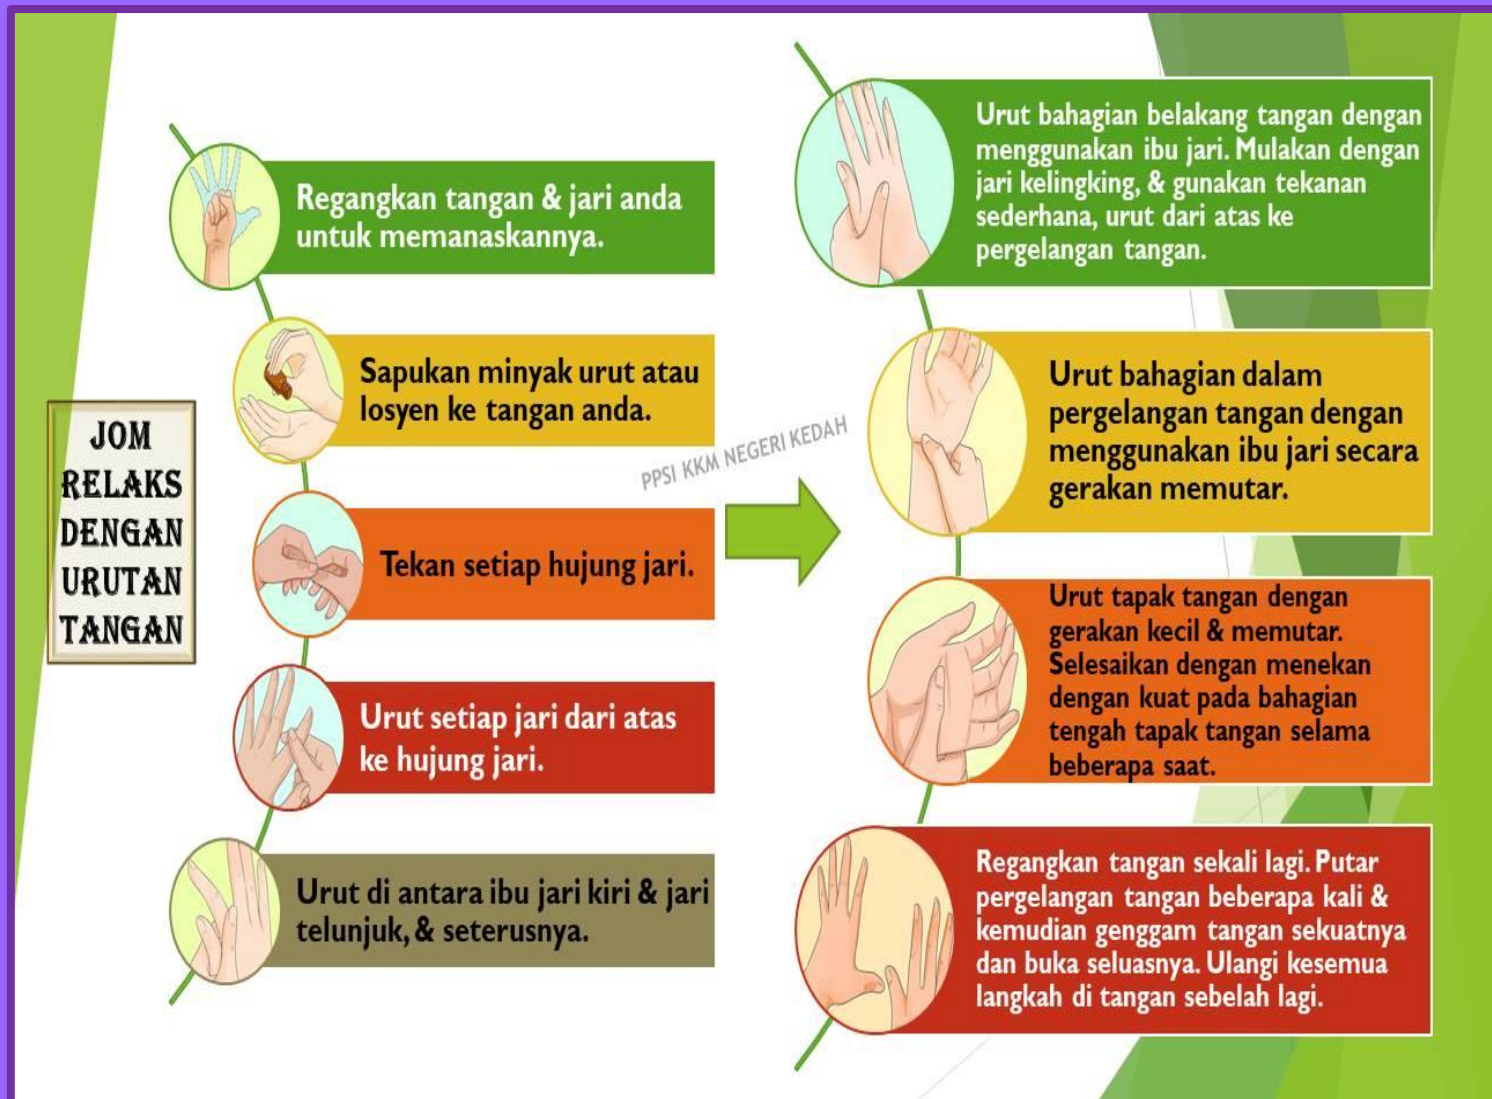 JOM
RELAKS
DENGAN
URUTAN
TANGAN
Regangkan tangan & jari anda
untuk memanaskannya.
Sapukan minyak urut atau
losyen ke tangan anda.
Tekan setiap hujung jari.
Urut setiap jari dari atas
ke hujung jari.
Urut di antara ibu jari kiri & jari
telunjuk, & seterusnya.
PPSI KKM NEGERI KEDAH
Urut bahagian belakang tangan dengan
menggunakan ibu jari. Mulakan dengan
jari kelingking, & gunakan tekanan
sederhana, urut dari atas ke
pergelangan tangan.
Urut bahagian dalam
pergelangan tangan dengan
menggunakan ibu jari secara
gerakan memutar.
Urut tapak tangan dengan
gerakan kecil & memutar.
Selesaikan dengan menekan
dengan kuat pada bahagian
tengah tapak tangan selama
beberapa saat.
Regangkan tangan sekali lagi. Putar
pergelangan tangan beberapa kali &
kemudian genggam tangan sekuatnya
dan buka seluasnya. Ulangi kesemua
langkah di tangan sebelah lagi.